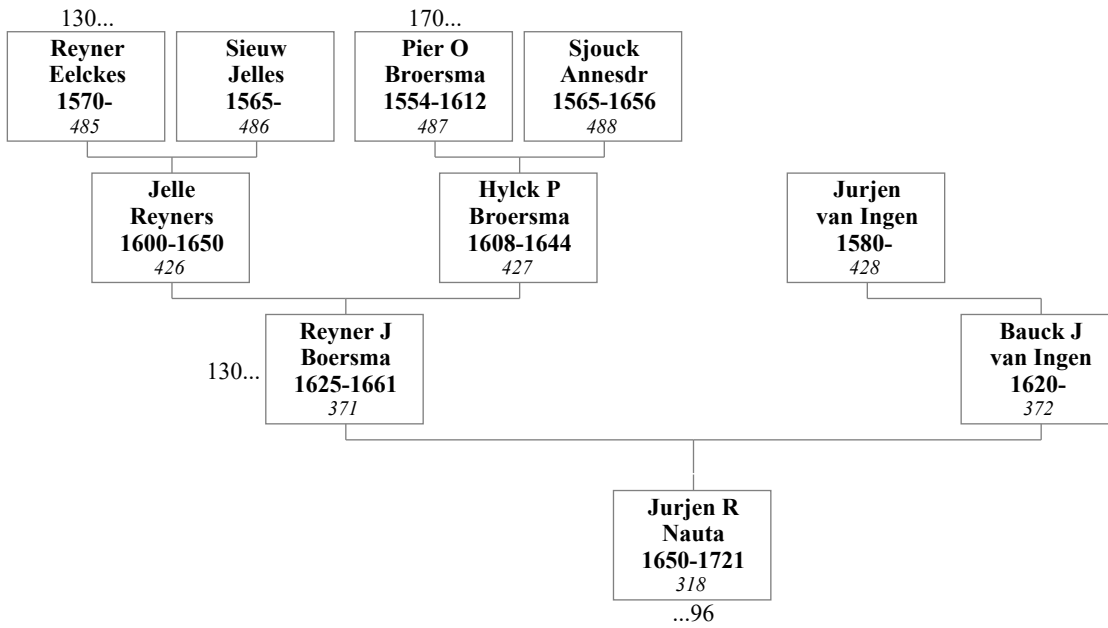 130...
170...
Reyner
Eelckes
1570-
485
Sieuw
Jelles
1565-
486
Pier O
Broersma
1554-1612
487
Sjouck
Annesdr
1565-1656
488
Jelle
Reyners
1600-1650
426
Hylck P
Broersma
1608-1644
427
Jurjen
van Ingen
1580-
428
130...
Reyner J
Boersma
1625-1661
371
Bauck J
van Ingen
1620-
372
Jurjen R
Nauta
1650-1721
318
...96